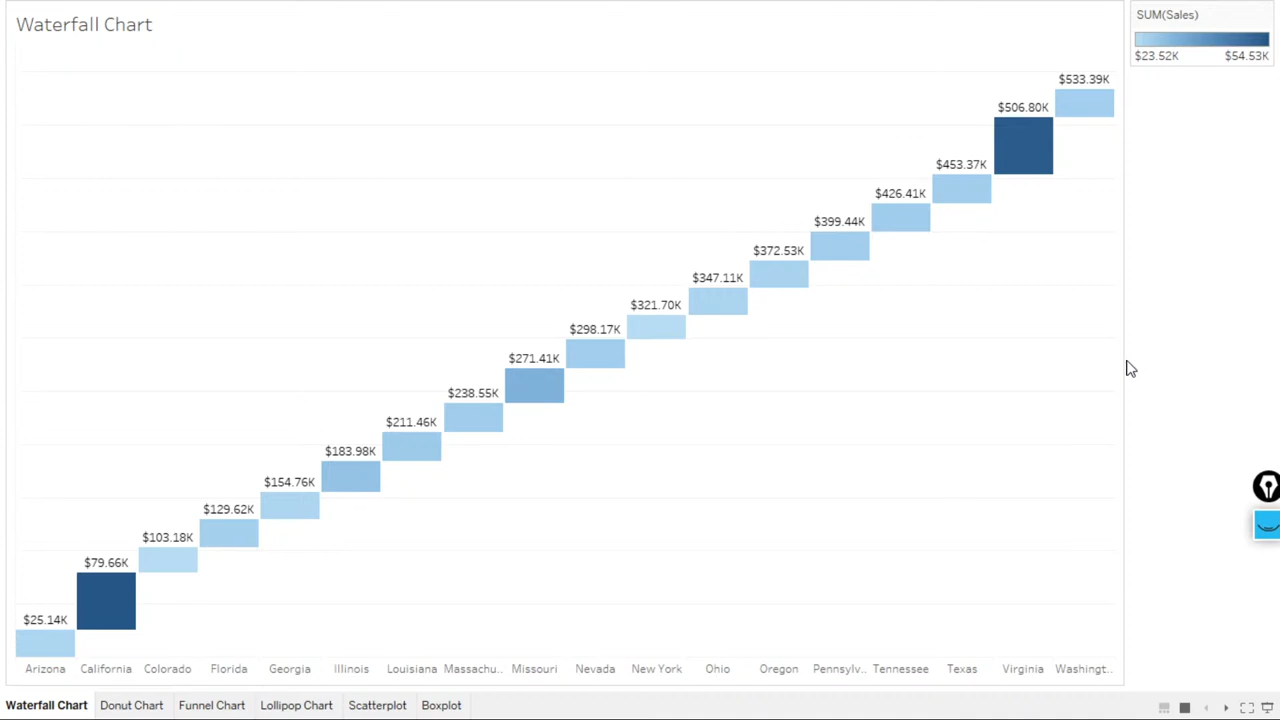 Waterfall Chart
SUM(Sales)
$23.52K $54.53K
$533.39K
$506.80K
$453.37K
$426.41K
$399.44K
$372.53K
$347.11K
$321.70K
$298.17K
$271.41K
$238.55K
$211.46K
$183.98K
$154.76K
$129.62K
$103.18K
$79.66K
$25.14K
Arizona California Colorado Florida Georgia Illinois Louisiana Massachu.. Missouri Nevada New York Ohio Oregon Pennsylv.. Tennessee Texas Virginia Washingt..
Waterfall Chart Donut Chart Funnel Chart Lollipop Chart Scatterplot Boxplot